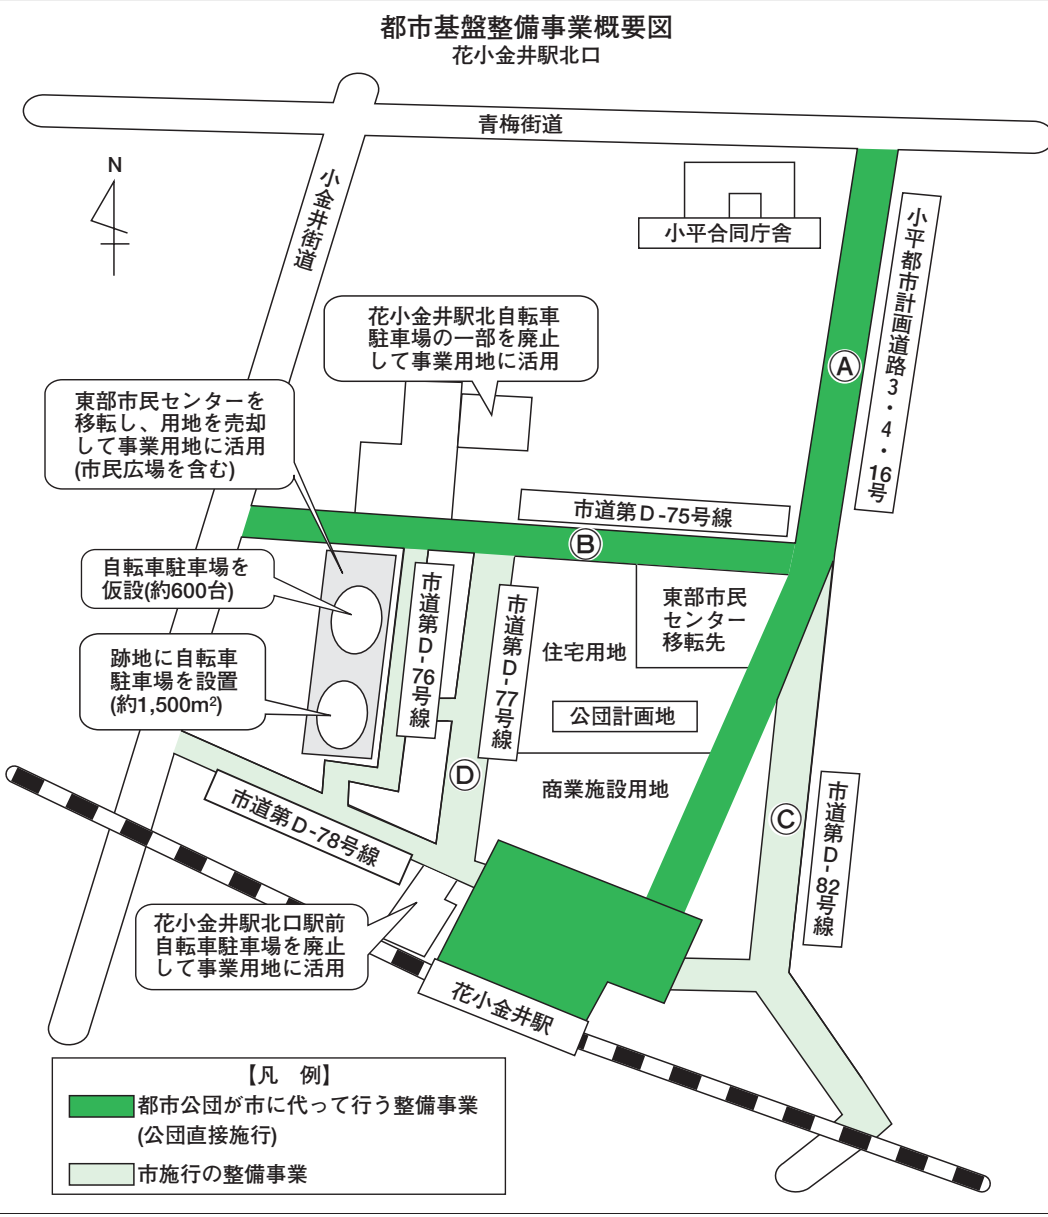 都市基盤整備事業概要図
花小金井駅北口
青梅街道
N
小金井街道
小平合同庁舎
小平都市計画道路3・4・16号
花小金井駅北自転車
駐車場の一部を廃止
して事業用地に活用
A
東部市民センターを
移転し、用地を売却
して事業用地に活用
(市民広場を含む)
市道第D-75号線
B
自転車駐車場を
仮設(約600台)
市道第D-76号線
市道第D-77号線
東部市民
センター
移転先
住宅用地
跡地に自転車
駐車場を設置
(約1,500m²)
公団計画地
D
商業施設用地
C
市道第D-82号線
市道第D-78号線
花小金井駅北口駅前
自転車駐車場を廃止
して事業用地に活用
花小金井駅
【凡　例】
都市公団が市に代って行う整備事業
(公団直接施行)
市施行の整備事業